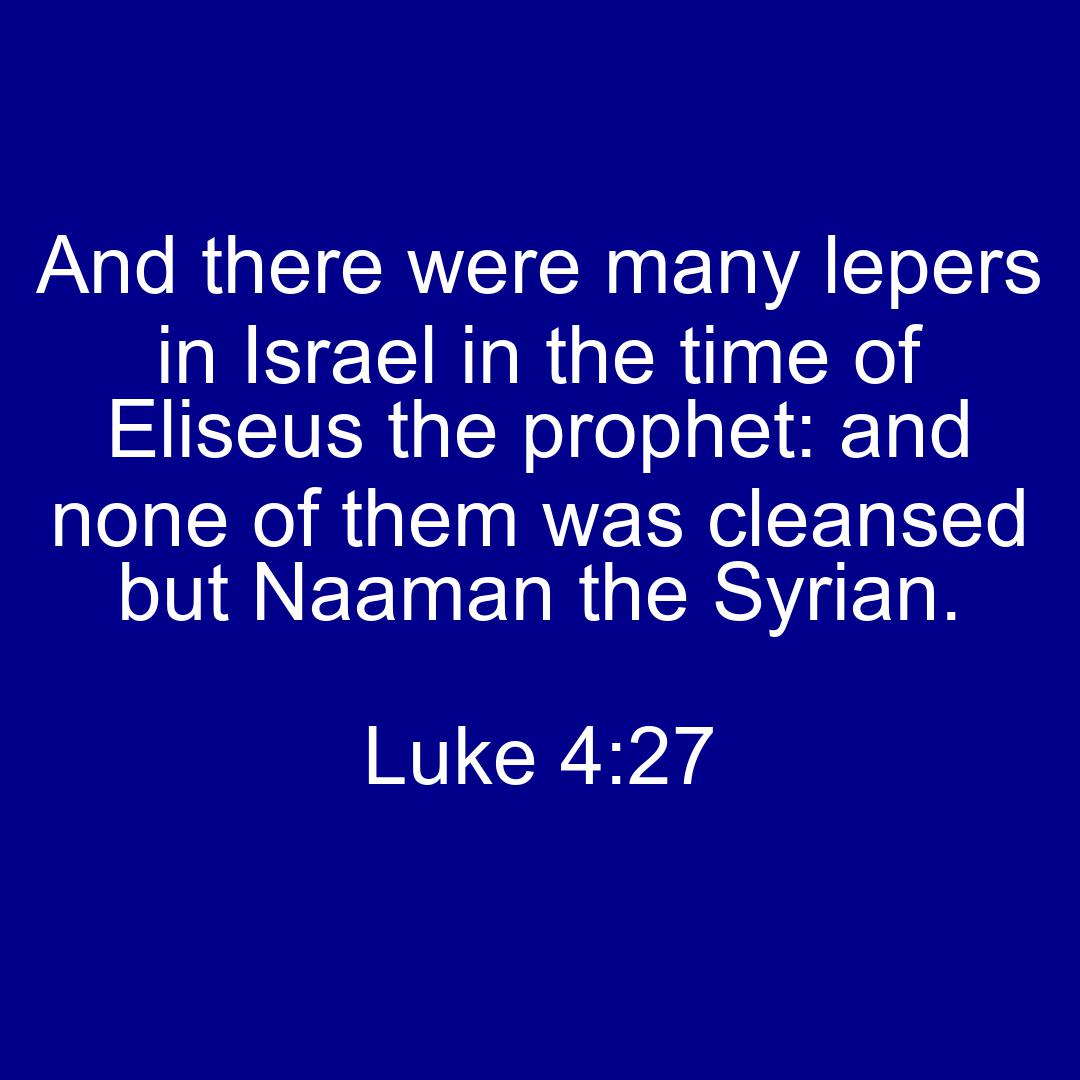 And there were many lepers
in Israel in the time of
Eliseus the prophet: and
none of them was cleansed
but Naaman the Syrian.
Luke 4:27